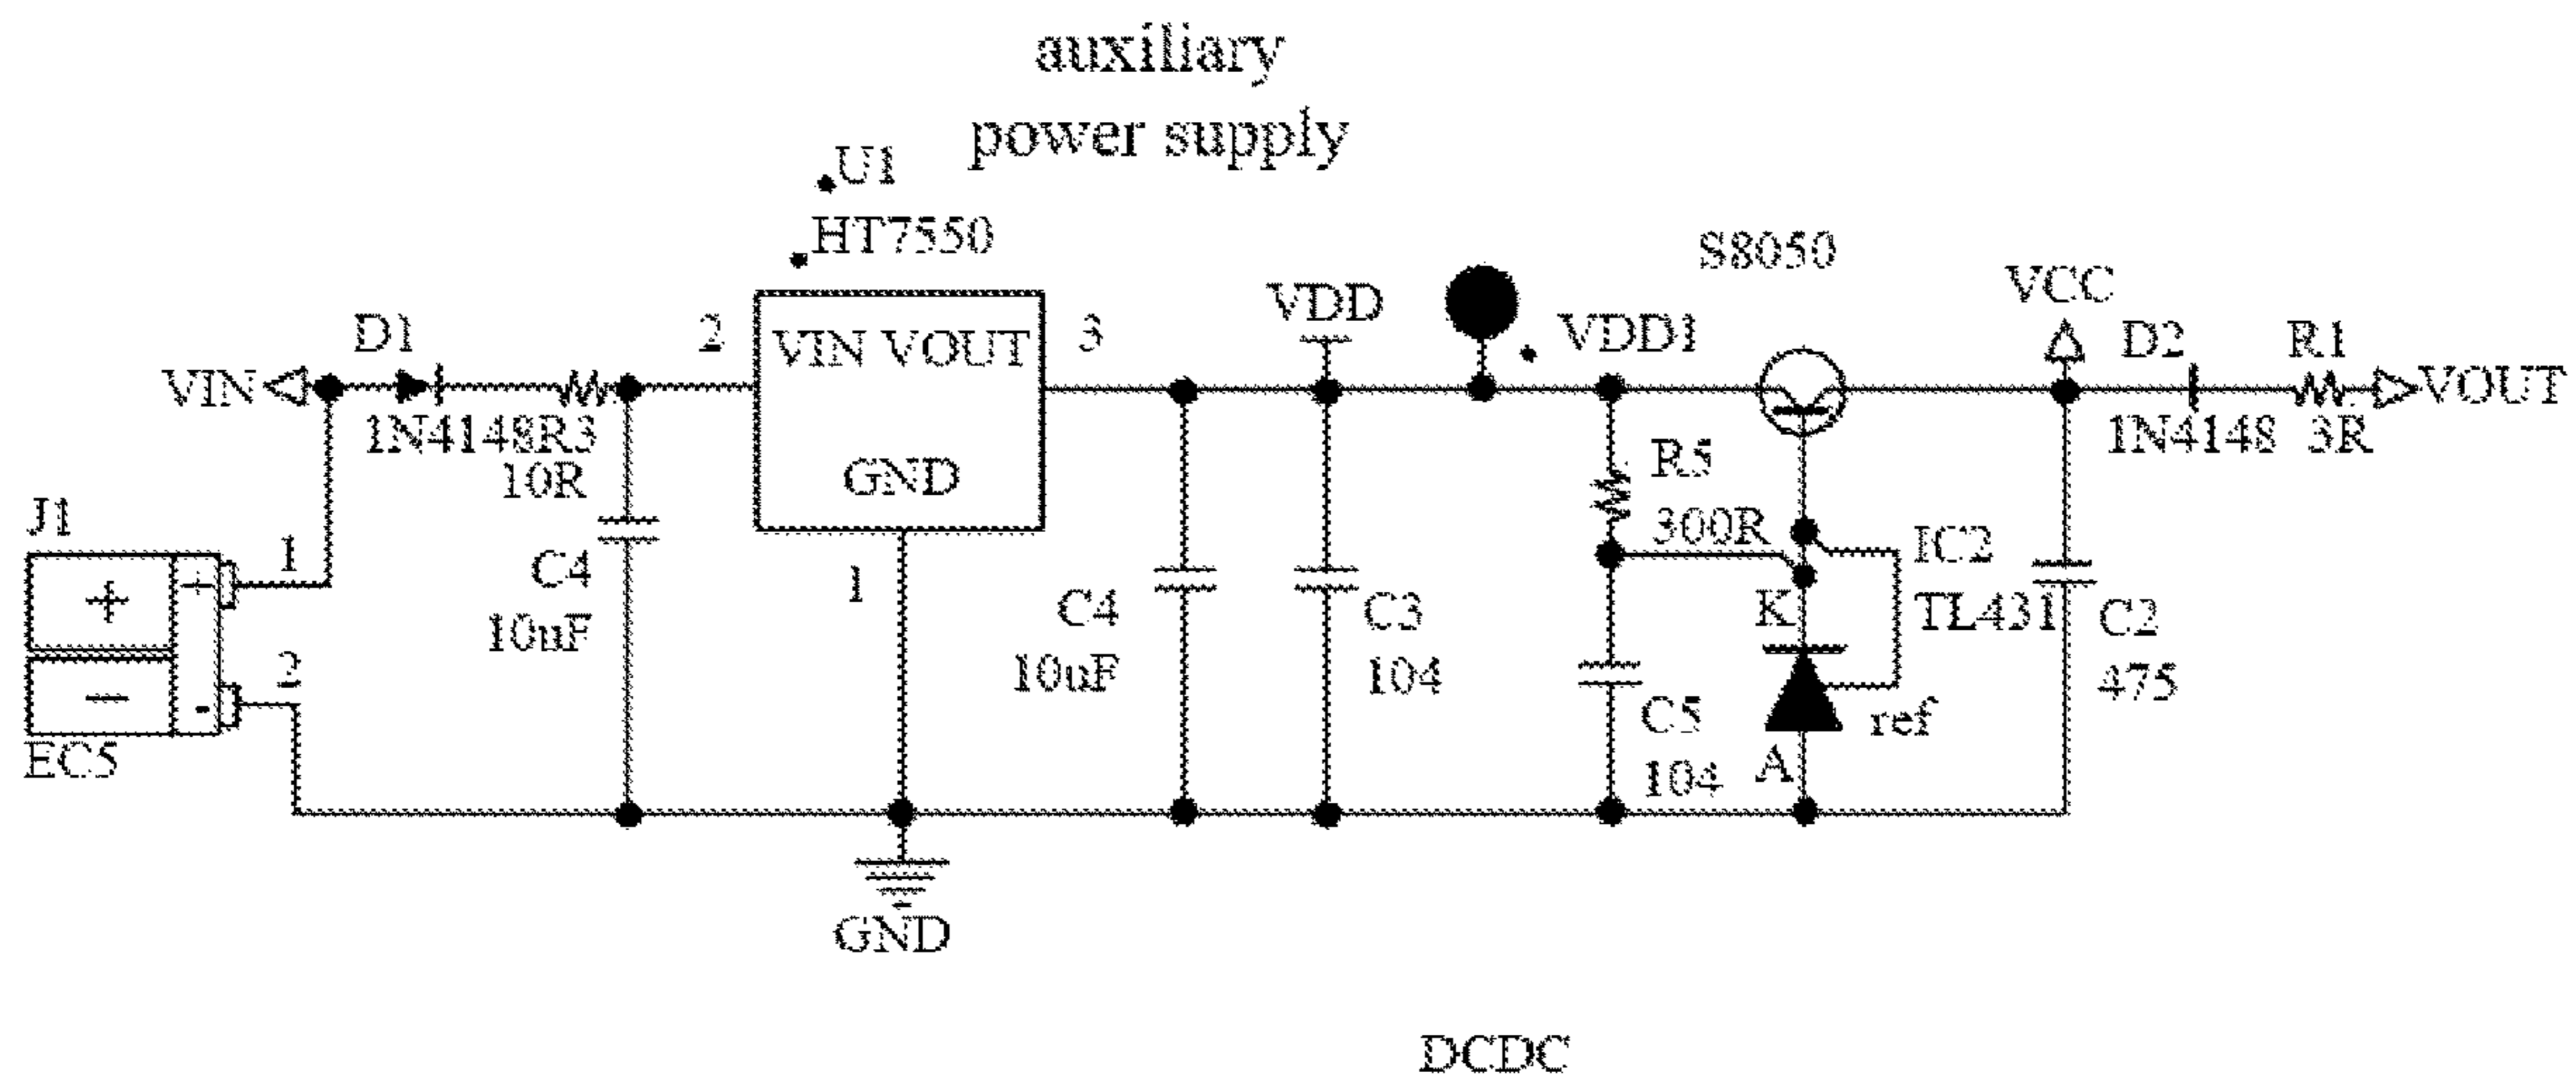 auxiliary
power supply
U1
HT7550
S8050
VCC
VDD
VDD1
D1
2
VIN VOUT
3
D2
R1
VIN
VOUT
1N4148
R3
10R
1N4148
3R
GND
R5
300R
J1
1
C4
10uF
1
C4
10uF
C3
104
IC2
TL431
K
C2
475
+
+
2
-
-
C5
104
ref
A
EC5
GND
DCDC